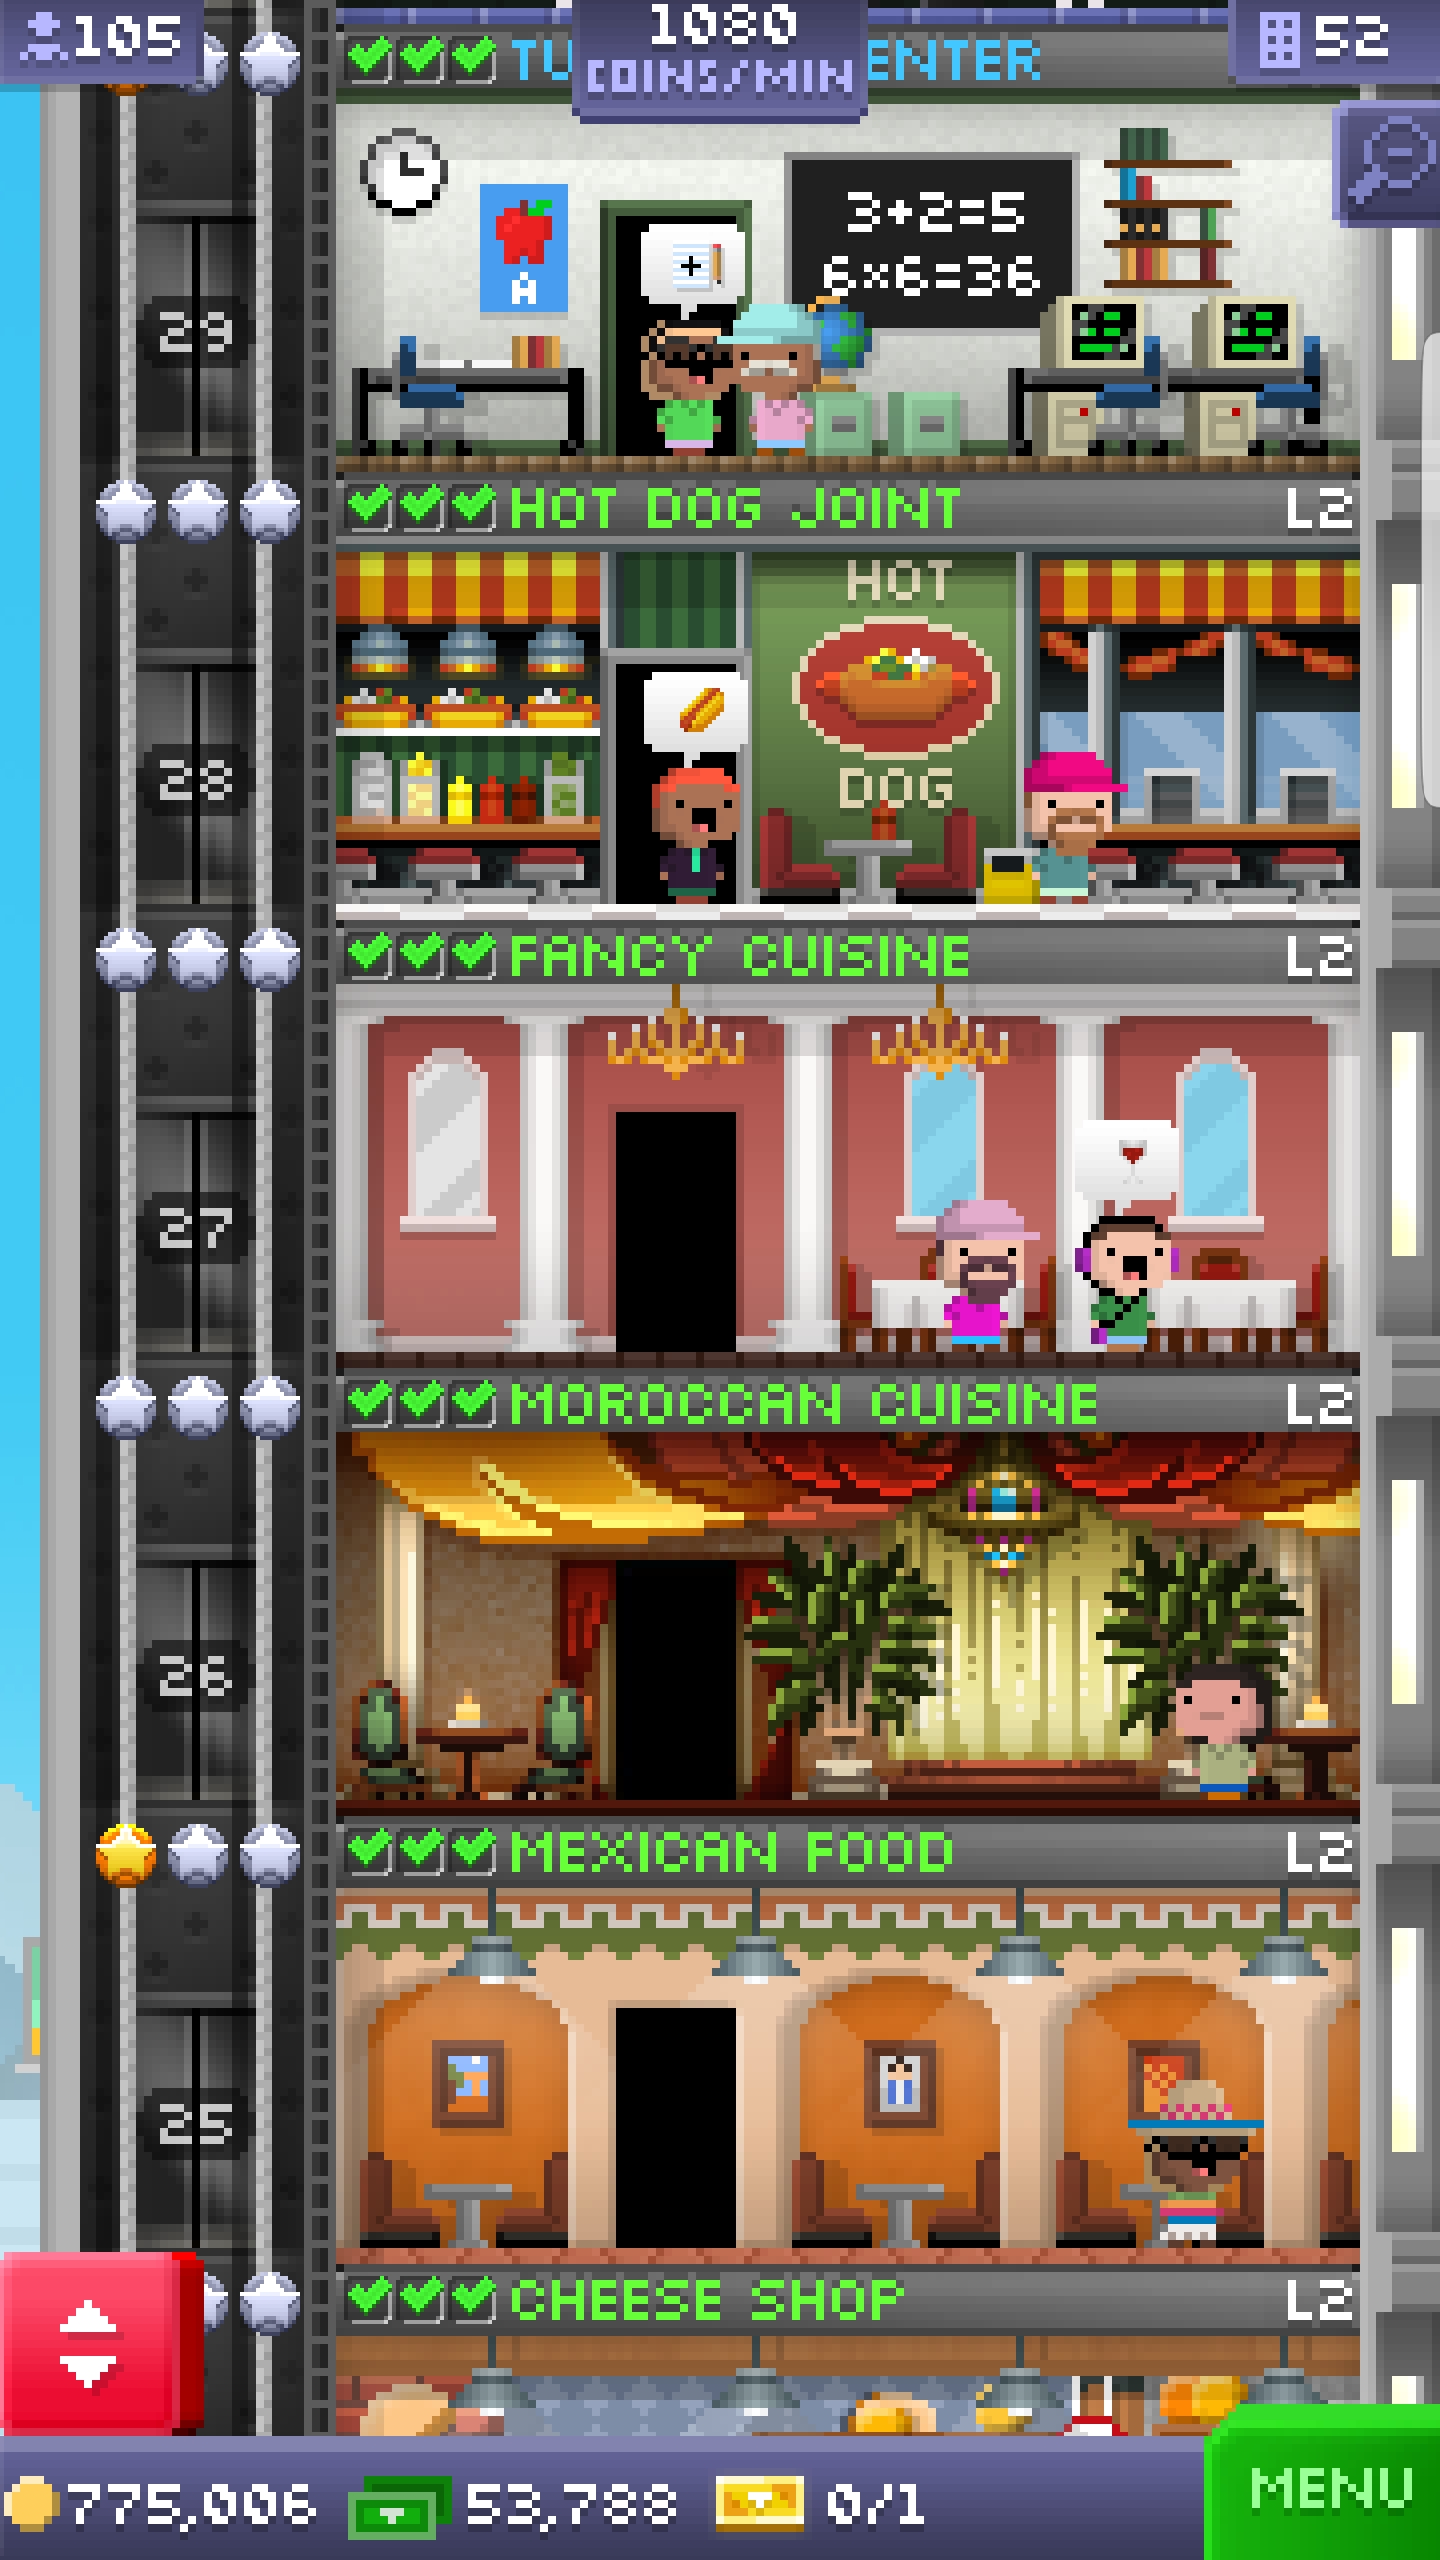 105
1080
COINS/MIN
52
TU
ENTER
A
3+2=5
6×6=36
29
HOT DOG JOINT L2
HOT
DOG
28
FANCY CUISINE L2
27
MOROCCAN CUISINE L2
26
MEXICAN FOOD L2
25
CHEESE SHOP L2
775,006
53,788
0/1
MENU